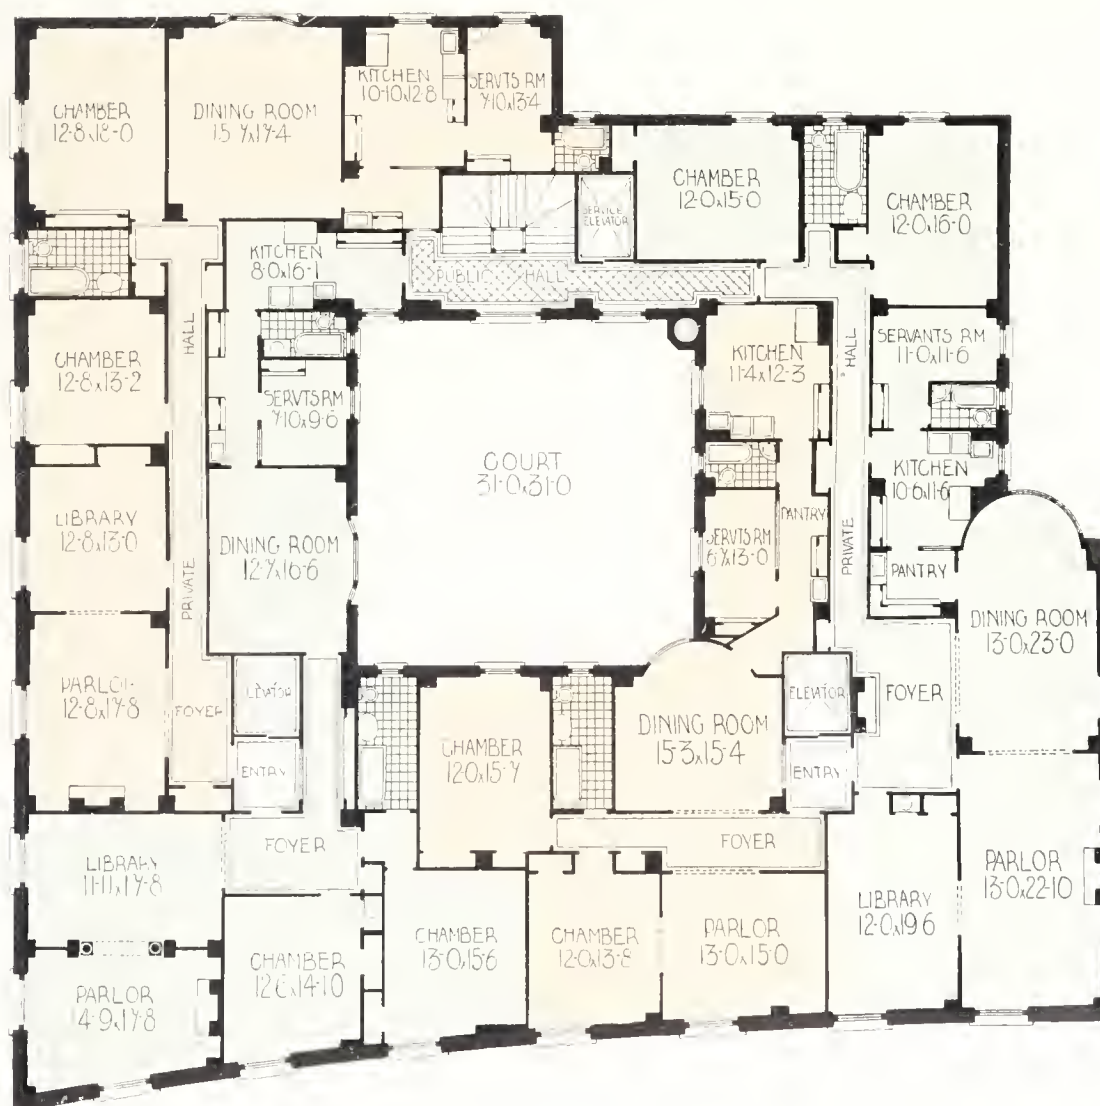 CHAMBER
12-8x18-0
DINING ROOM
15-7x17-4
KITCHEN
10-10x12-8
SERVTS RM
7-10x13-4
CHAMBER
12-0x15-0
CHAMBER
12-0x16-0
SERVICE
ELEVATOR
PUBLIC HALL
KITCHEN
8-0x16-1
HALL
PRIVATE
CHAMBER
12-8x13-2
SERVTS RM
7-10x9-6
KITCHEN
11-4x12-3
HALL
PRIVATE
SERVANTS RM
11-0x11-6
COURT
31-0x31-0
KITCHEN
10-6x11-6
LIBRARY
12-8x13-0
DINING ROOM
12-7x16-6
SERVTS RM
6-7x13-0
PANTRY
PANTRY
DINING ROOM
13-0x23-0
PARLOR
12-8x17-8
FOYER
ELEVATOR
ENTRY
CHAMBER
12-0x15-7
DINING ROOM
15-3x15-4
ELEVATOR
ENTRY
FOYER
LIBRARY
11-11x17-8
FOYER
FOYER
PARLOR
13-0x22-10
LIBRARY
12-0x19-6
CHAMBER
14-10
CHAMBER
13-0x15-6
CHAMBER
12-0x13-8
PARLOR
13-0x15-0
PARLOR
14-9x17-8